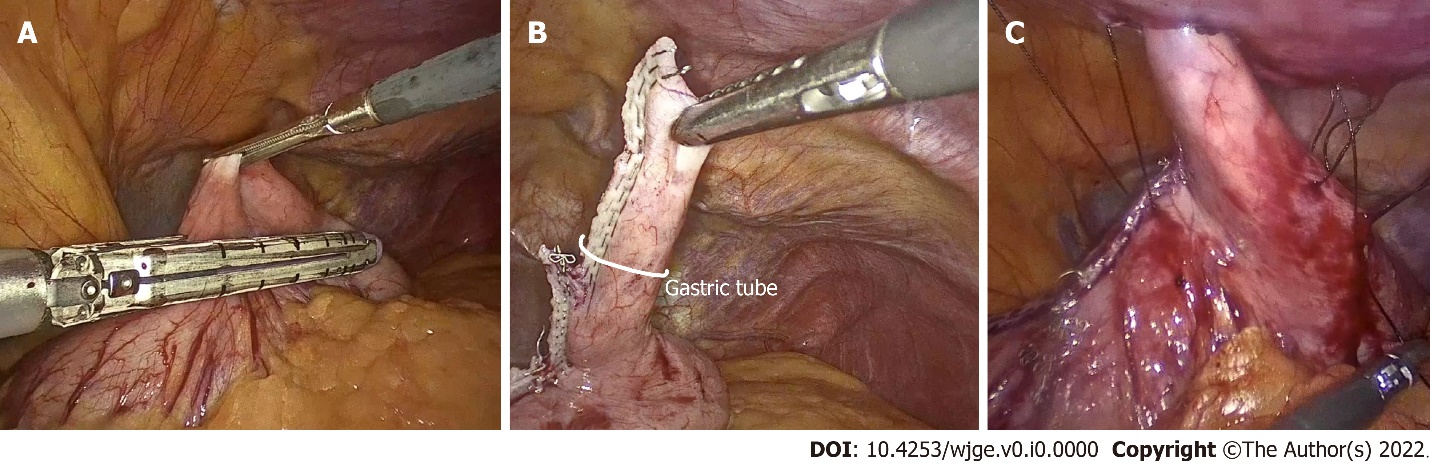 A
B
C
Gastric tube
DOI: 10.4253/wjge.v0.i0.0000 Copyright ©The Author(s) 2022.